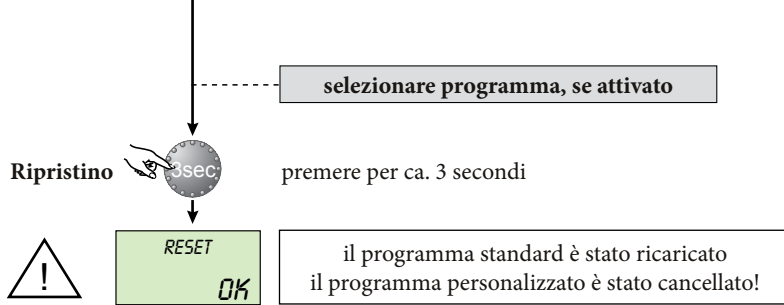 selezionare programma, se attivato
Ripristino 3sec premere per ca. 3 secondi
RESET
OK
il programma standard è stato ricaricato
il programma personalizzato è stato cancellato!
!